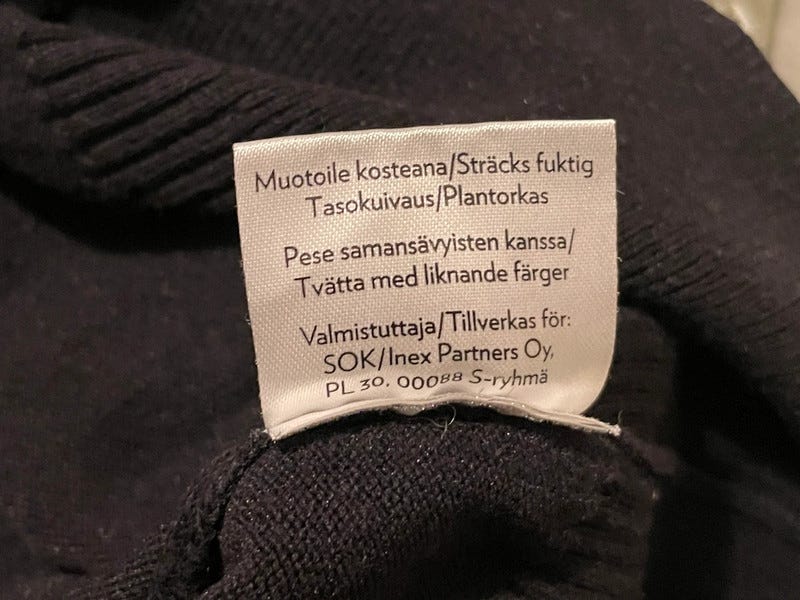 Muotoile kosteana/Sträcks fuktig
Tasokuivaus/Plantorkas
Pese samansävyisten kanssa/
Tvätta med liknande färger
Valmistuttaja/Tillverkas för:
SOK/Inex Partners Oy,
PL 30, 00088 S-ryhmä